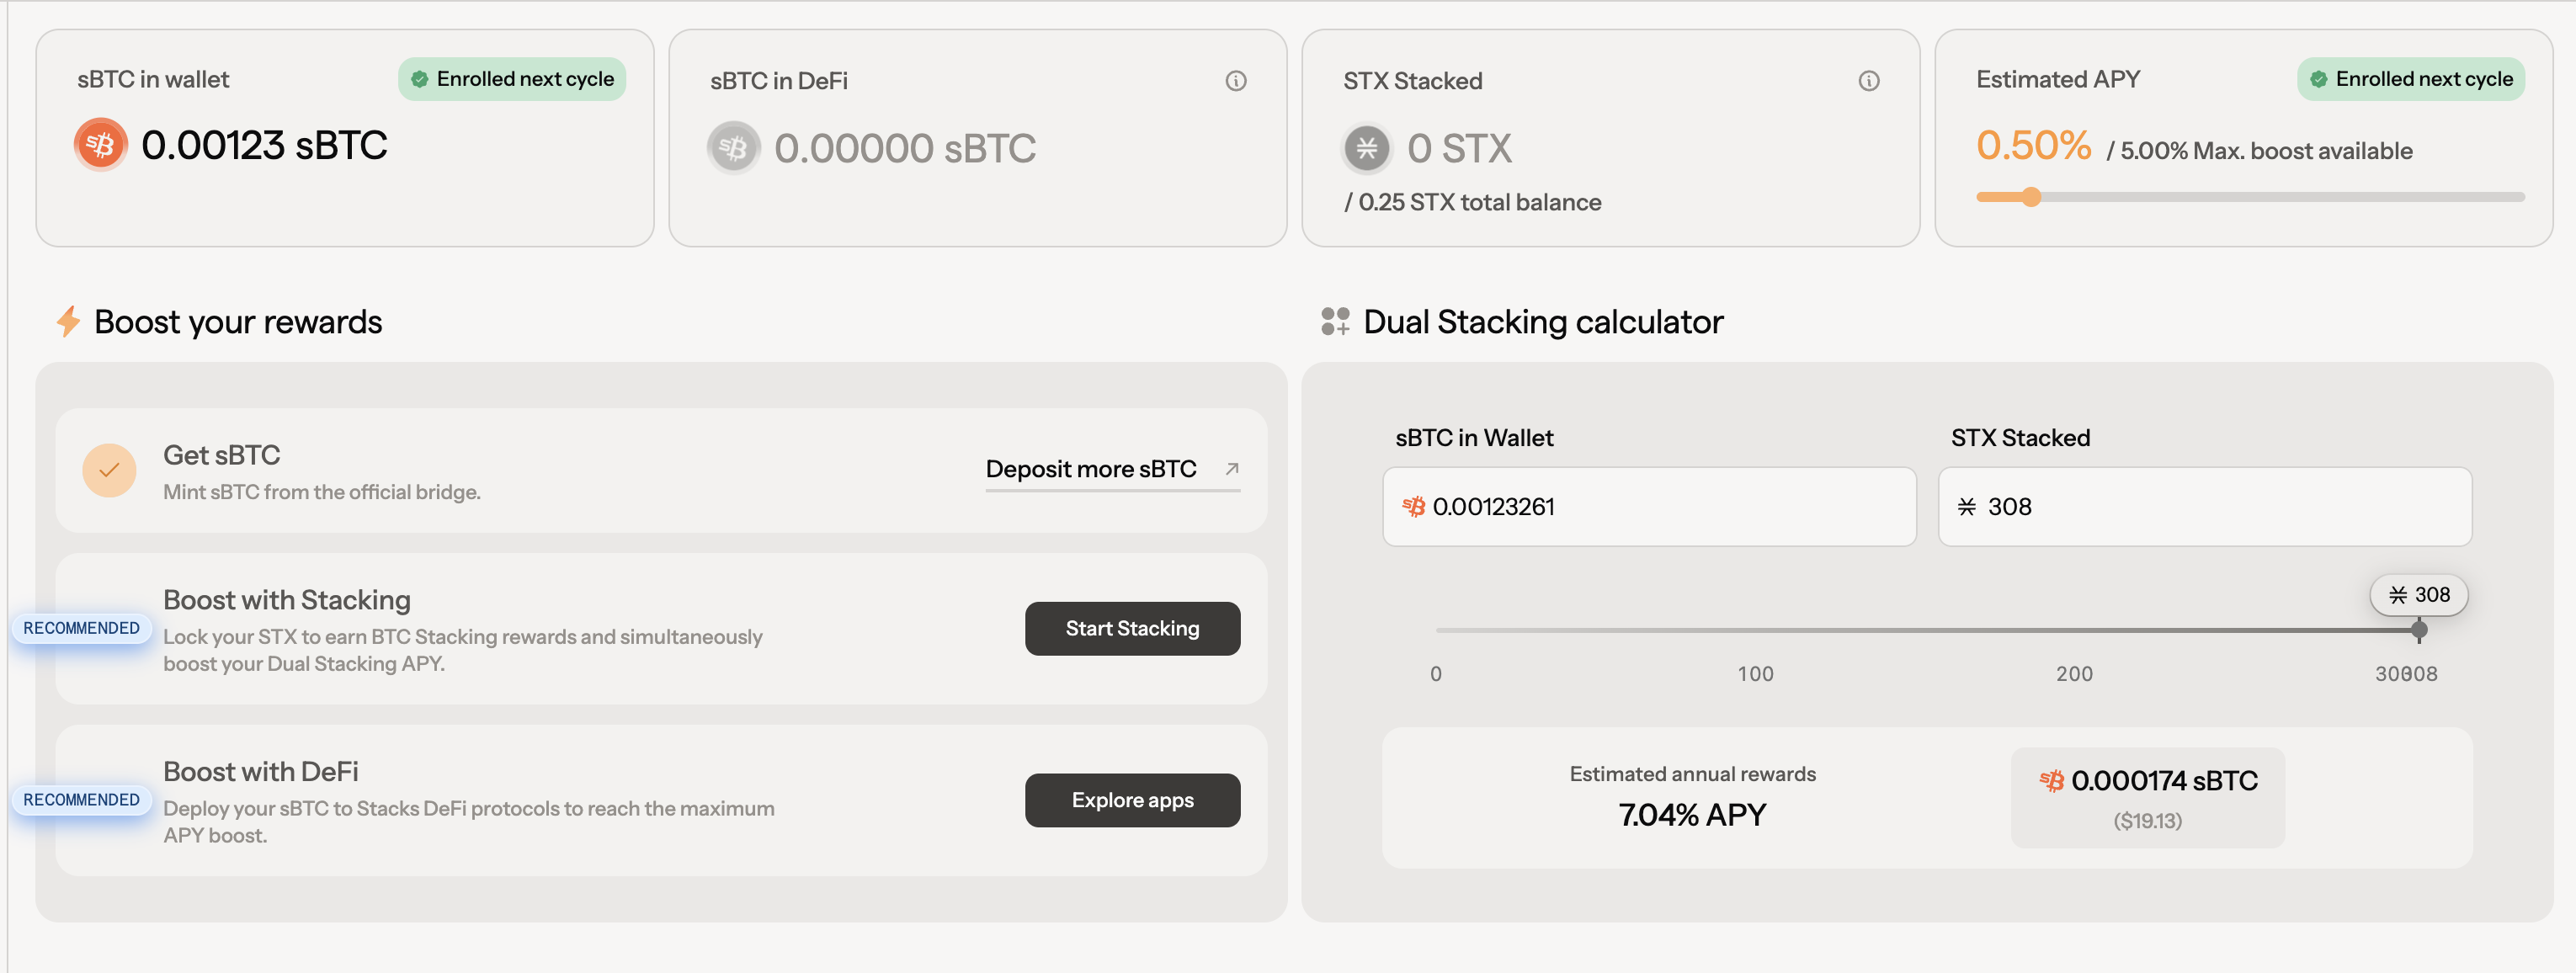 sBTC in wallet
Enrolled next cycle
0.00123 sBTC
sBTC in DeFi
0.00000 sBTC
STX Stacked
0 STX
/ 0.25 STX total balance
Estimated APY
Enrolled next cycle
0.50% / 5.00% Max. boost available
Boost your rewards
Get sBTC
Mint sBTC from the official bridge.
Deposit more sBTC
RECOMMENDED
Boost with Stacking
Lock your STX to earn BTC Stacking rewards and simultaneously
boost your Dual Stacking APY.
Start Stacking
RECOMMENDED
Boost with DeFi
Deploy your sBTC to Stacks DeFi protocols to reach the maximum
APY boost.
Explore apps
Dual Stacking calculator
sBTC in Wallet
0.00123261
STX Stacked
308
308
0 100 200 300 308
Estimated annual rewards
7.04% APY
0.000174 sBTC
($19.13)